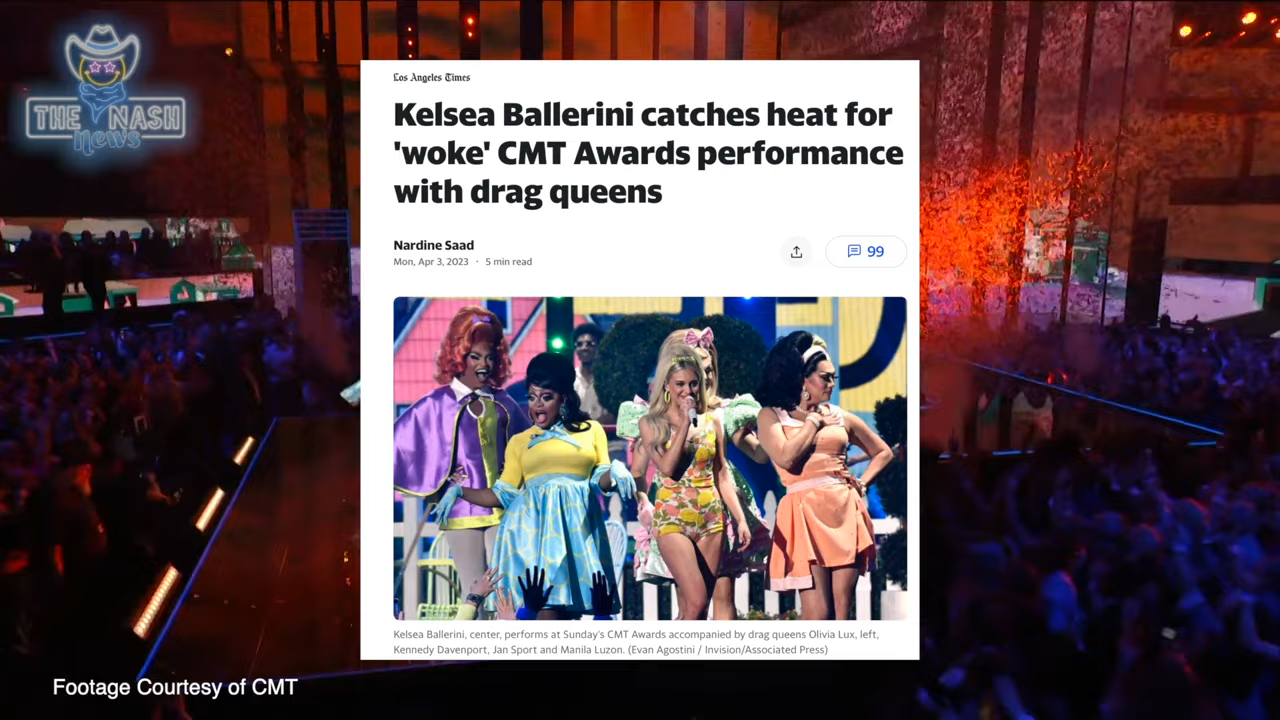 THE NASH
News
Los Angeles Times
Kelsea Ballerini catches heat for
'woke' CMT Awards performance
with drag queens
Nardine Saad
Mon, Apr 3, 2023 · 5 min read
99
Kelsea Ballerini, center, performs at Sunday's CMT Awards accompanied by drag queens Olivia Lux, left,
Kennedy Davenport, Jan Sport and Manila Luzon. (Evan Agostini / Invision/Associated Press)
Footage Courtesy of CMT